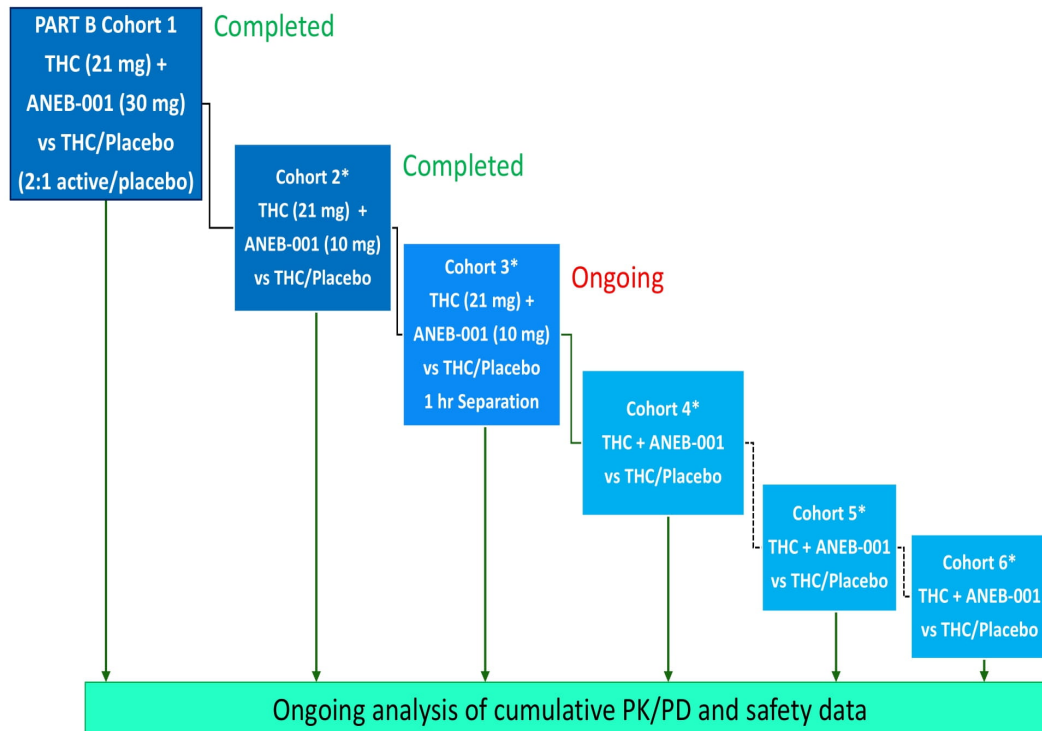 PART B Cohort 1
THC (21 mg) +
ANEB-001 (30 mg)
vs THC/Placebo
(2:1 active/placebo)
Completed
Cohort 2*
THC (21 mg) +
ANEB-001 (10 mg)
vs THC/Placebo
Completed
Cohort 3*
THC (21 mg) +
ANEB-001 (10 mg)
vs THC/Placebo
1 hr Separation
Ongoing
Cohort 4*
THC + ANEB-001
vs THC/Placebo
Cohort 5*
THC + ANEB-001
vs THC/Placebo
Cohort 6*
THC + ANEB-001
vs THC/Placebo
Ongoing analysis of cumulative PK/PD and safety data